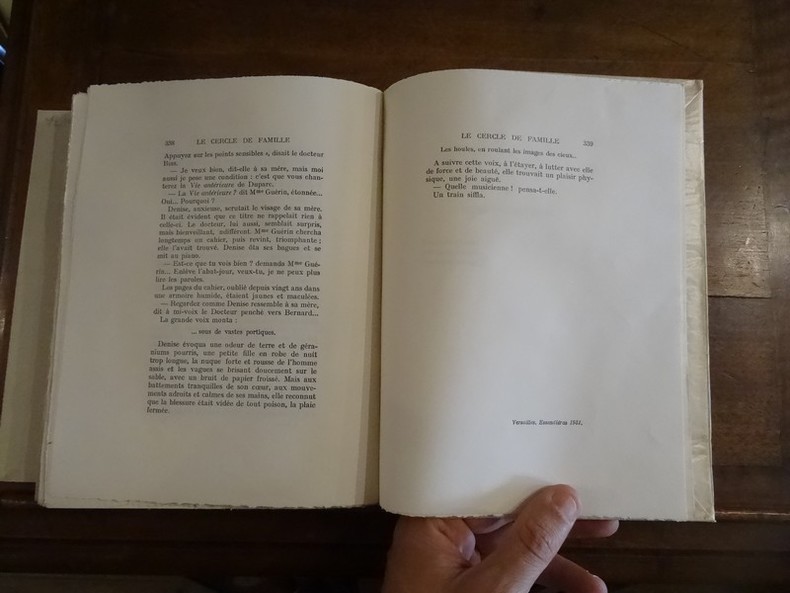 338 LE CERCLE DE FAMILLE
Appuyez sur les points sensibles », disait le docteur
Bias.
— Je veux bien, dit-elle à sa mère, mais moi
aussi je pose une condition : c'est que vous chan-
terez la Vie antérieure de Duparc.
— La Vie antérieure ? dit Mme Guérin, étonnée...
Oui... Pourquoi ?
Denise, anxieuse, scrutait le visage de sa mère.
Il était évident que ce titre ne rappelait rien à
celle-ci. Le docteur, lui aussi, semblait surpris,
mais bienveillant, indifférent. Mme Guérin chercha
longtemps un cahier, puis revint, triomphante ;
elle l'avait trouvé. Denise ôta ses bagues et se
mit au piano.
— Est-ce que tu vois bien ? demanda Mme Gué-
rin... Enlève l'abat-jour, veux-tu, je ne peux plus
lire les paroles.
Les pages du cahier, oublié depuis vingt ans dans
une armoire humide, étaient jaunes et maculées.
— Regardez comme Denise ressemble à sa mère,
dit à mi-voix le Docteur penché vers Bernard...
La grande voix monta :
... sous de vastes portiques.
Denise évoqua une odeur de terre et de géra-
niums pourris, une petite fille en robe de nuit
trop longue, la nuque forte et rousse de l'homme
assis et les vagues se brisant doucement sur le
sable, avec un bruit de papier froissé. Mais aux
battements tranquilles de son cœur, aux mouve-
ments adroits et calmes de ses mains, elle reconnut
que la blessure était vidée de tout poison, la plaie
fermée.
LE CERCLE DE FAMILLE 339
Les houles, en roulant les images des cieux...
A suivre cette voix, à l'étayer, à lutter avec elle
de force et de beauté, elle trouvait un plaisir phy-
sique, une joie aiguë.
— Quelle musicienne ! pensa-t-elle.
Un train siffla.